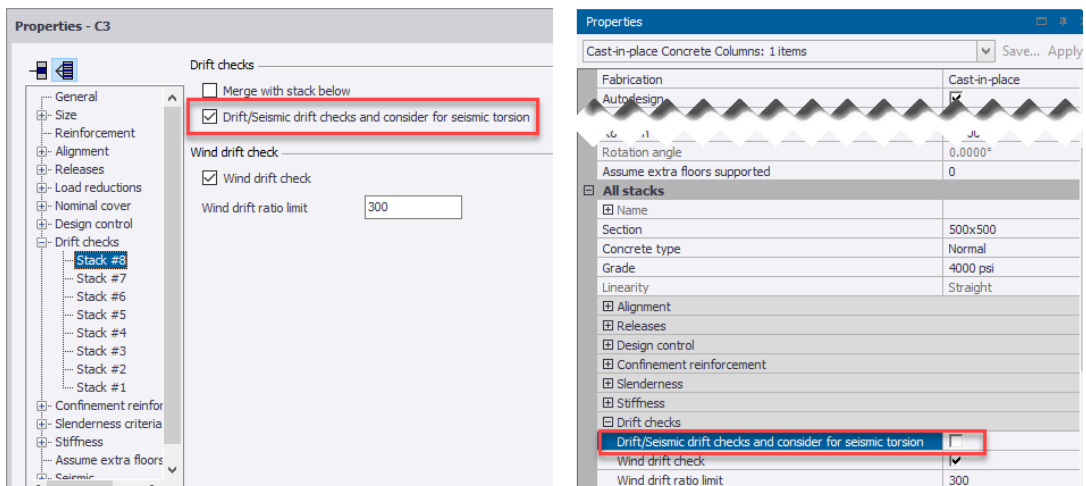 Properties - C3
General
Size
Reinforcement
Alignment
Releases
Load reductions
Nominal cover
Design control
Drift checks
Stack #8
Stack #7
Stack #6
Stack #5
Stack #4
Stack #3
Stack #2
Stack #1
Confinement reinfor
Slenderness criteria
Stiffness
Assume extra floors
Seismic
Drift checks
Merge with stack below
Drift/Seismic drift checks and consider for seismic torsion
Wind drift check
Wind drift check
Wind drift ratio limit 300
Properties
Cast-in-place Concrete Columns: 1 items Save... Apply
Fabrication Cast-in-place
Autodesign
Rotation angle 0.0000°
Assume extra floors supported 0
All stacks
Name
Section 500x500
Concrete type Normal
Grade 4000 psi
Linearity Straight
Alignment
Releases
Design control
Confinement reinforcement
Slenderness
Stiffness
Drift checks
Drift/Seismic drift checks and consider for seismic torsion
Wind drift check
Wind drift ratio limit 300